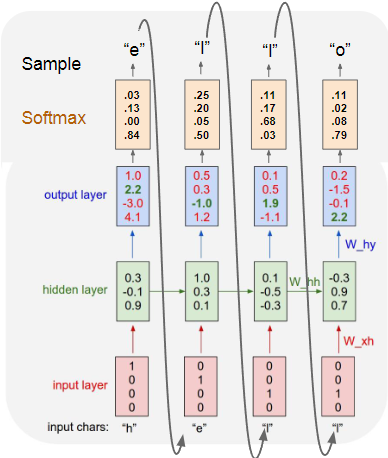 “e” “l” “l” “o”
Sample
Softmax
.03 .25 .11 .11
.13 .20 .17 .02
.00 .05 .68 .08
.84 .50 .03 .79
output layer
1.0 0.5 0.1 0.2
2.2 0.3 0.5 -1.5
-3.0 -1.0 1.9 -0.1
4.1 1.2 -1.1 2.2
W_hy
hidden layer
0.3 1.0 0.1 -0.3
-0.1 0.3 -0.5 0.9
0.9 0.1 -0.3 0.7
W_hh
W_xh
input layer
1 0 0 0
0 1 0 0
0 0 1 1
0 0 0 0
input chars: “h” “e” “l” “l”